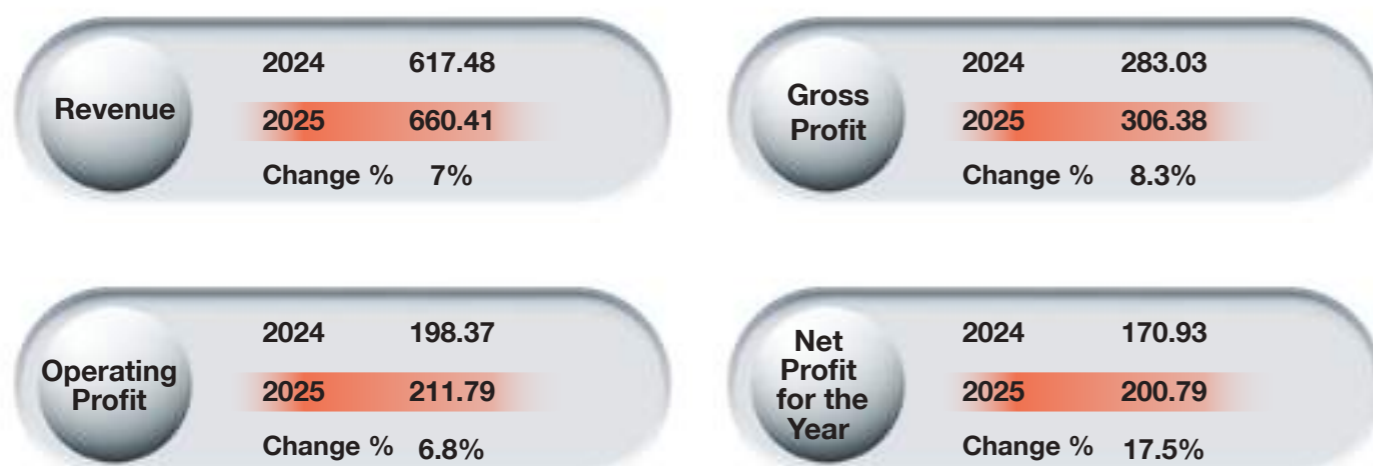 Revenue
2024 617.48
2025 660.41
Change % 7%
Gross
Profit
2024 283.03
2025 306.38
Change % 8.3%
Operating
Profit
2024 198.37
2025 211.79
Change % 6.8%
Net
Profit
for the
Year
2024 170.93
2025 200.79
Change % 17.5%